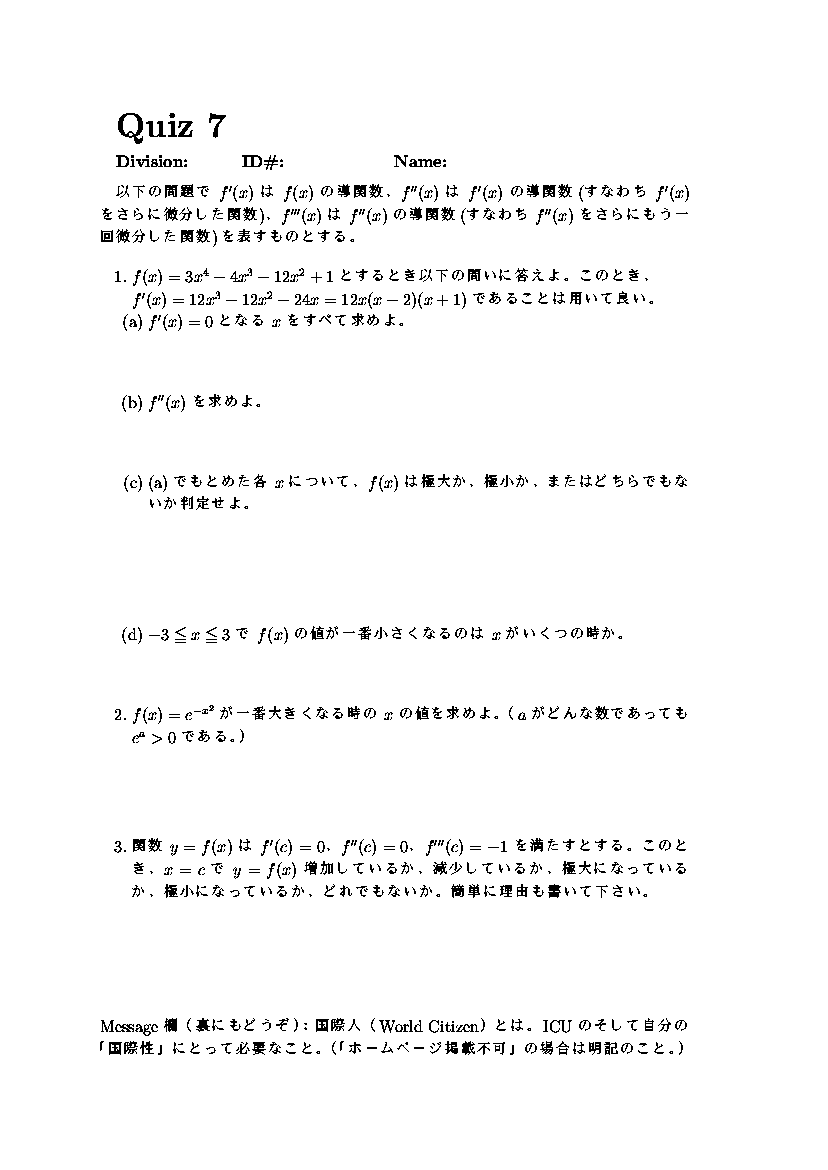 Quiz 7
Division: ID#: Name:
以下の問題で f′(x) は f(x) の導関数、f″(x) は f′(x) の導関数 (すなわち f′(x)
をさらに微分した関数)、f‴(x) は f″(x) の導関数 (すなわち f″(x) をさらにもう一
回微分した関数) を表すものとする。
1. f(x) = 3x⁴ − 4x³ − 12x² + 1 とするとき以下の問いに答えよ。このとき、
f′(x) = 12x³ − 12x² − 24x = 12x(x − 2)(x + 1) であることは用いて良い。
(a) f′(x) = 0 となる x をすべて求めよ。
(b) f″(x) を求めよ。
(c) (a) でもとめた各 x について、f(x) は極大か、極小か、またはどちらでもな
いか判定せよ。
(d) −3 ≦ x ≦ 3 で f(x) の値が一番小さくなるのは x がいくつの時か。
2. f(x) = e^{−x²} が一番大きくなる時の x の値を求めよ。( a がどんな数であっても
eᵃ > 0 である。)
3. 関数 y = f(x) は f′(c) = 0、f″(c) = 0、f‴(c) = −1 を満たすとする。このと
き、x = c で y = f(x) 増加しているか、減少しているか、極大になっている
か、極小になっているか、どれでもないか。簡単に理由も書いて下さい。
Message 欄(裏にもどうぞ): 国際人(World Citizen)とは。ICU のそして自分の
「国際性」にとって必要なこと。(「ホームページ掲載不可」の場合は明記のこと。)